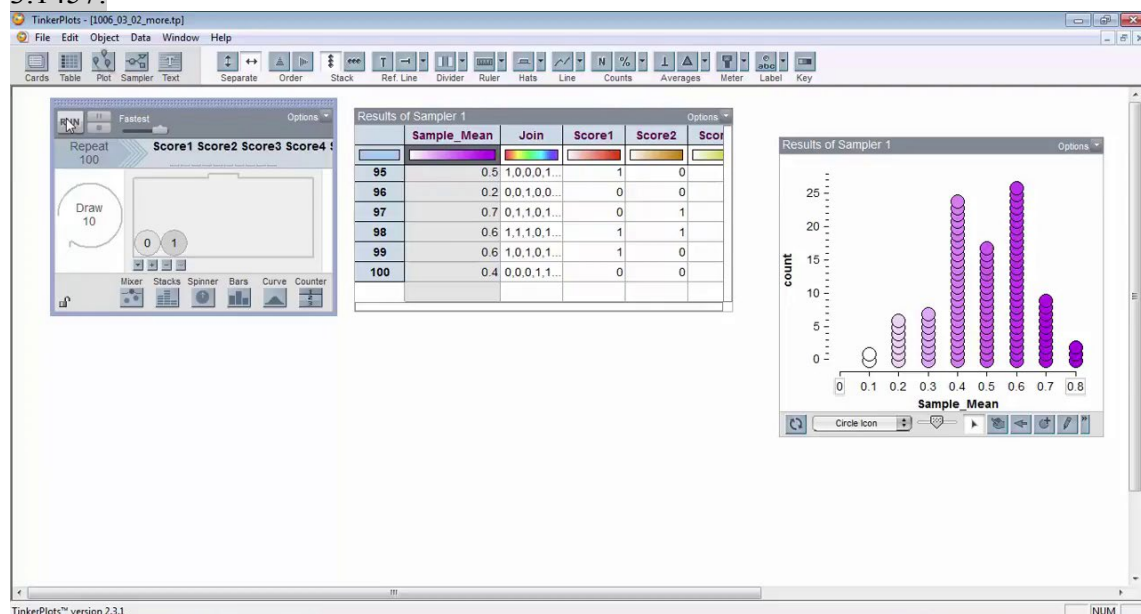 TinkerPlots - [1006_03_02_more.tp]
File Edit Object Data Window Help
Cards Table Plot Sampler Text Separate Order Stack Ref. Line Divider Ruler Hats Line Counts Averages Meter Label Key
Fastest Options
Repeat
100
Score1 Score2 Score3 Score4
Draw
10
0 1
Mixer Stacks Spinner Bars Curve Counter
Results of Sampler 1 Options
Sample_Mean Join Score1 Score2 Scor
95 0.5 1,0,0,0,1... 1 0
96 0.2 0,0,1,0,0... 0 0
97 0.7 0,1,1,0,1... 0 1
98 0.6 1,1,1,0,1... 1 1
99 0.6 1,0,1,0,1... 1 0
100 0.4 0,0,0,1,1... 0 0
Results of Sampler 1 Options
count
25
20
15
10
5
0
0 0.1 0.2 0.3 0.4 0.5 0.6 0.7 0.8
Sample_Mean
Circle Icon
TinkerPlots™ version 2.3.1 NUM